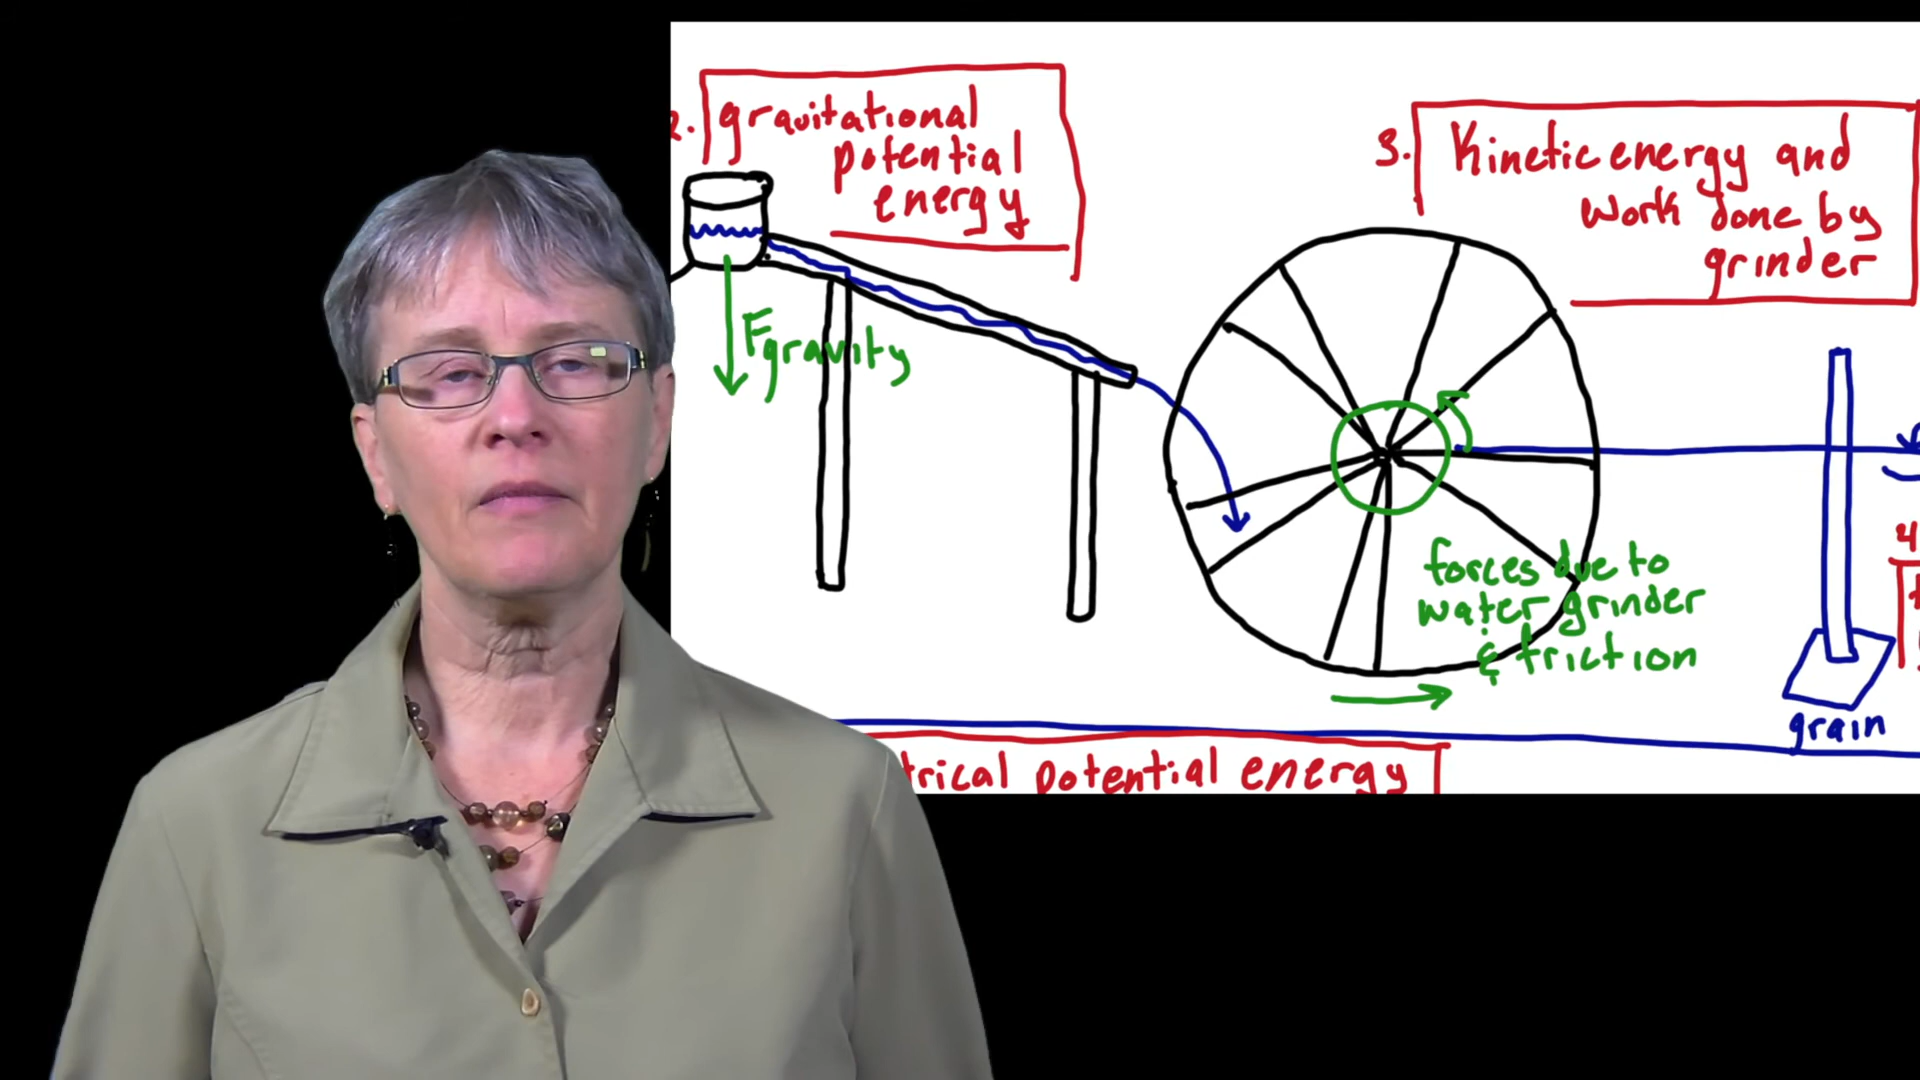 2. gravitational
potential
energy
Fgravity
3. Kinetic energy and
work done by
grinder
forces due to
water grinder
& friction
4
grain
trical potential energy